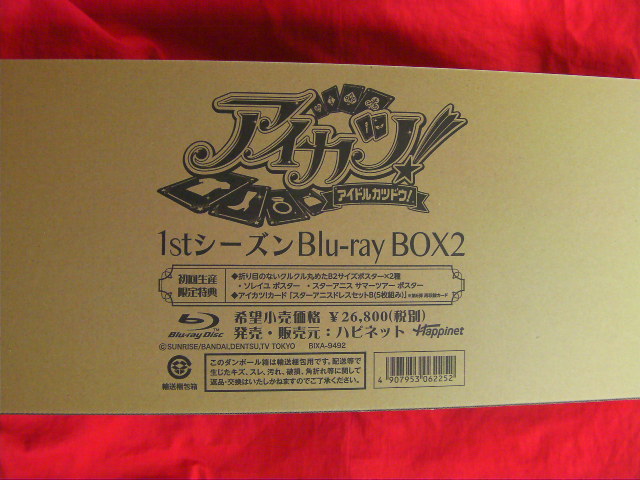 アイカツ!
アイドルカツドウ!
1stシーズンBlu-ray BOX2
初回生産
限定特典
◆折り目のないクルクル丸めたB2サイズポスター×2種
・ソレイユ ポスター ・スターアニス サマーツアー ポスター
◆アイカツ!カード「スターアニスドレスセットB(5枚組み)」
Blu-ray Disc
希望小売価格 ￥26,800(税別)
発売・販売元：ハピネット Happinet
©SUNRISE/BANDAI,DENTSU,TV TOKYO BIXA-9492
輸送梱包箱
このダンボール箱は輸送梱包用です。配送等で
生じたキズ、スレ、汚れ、破損、角折れ等に関して
返品・交換はいたしかねますのでご了承ください。
4 907953 062252